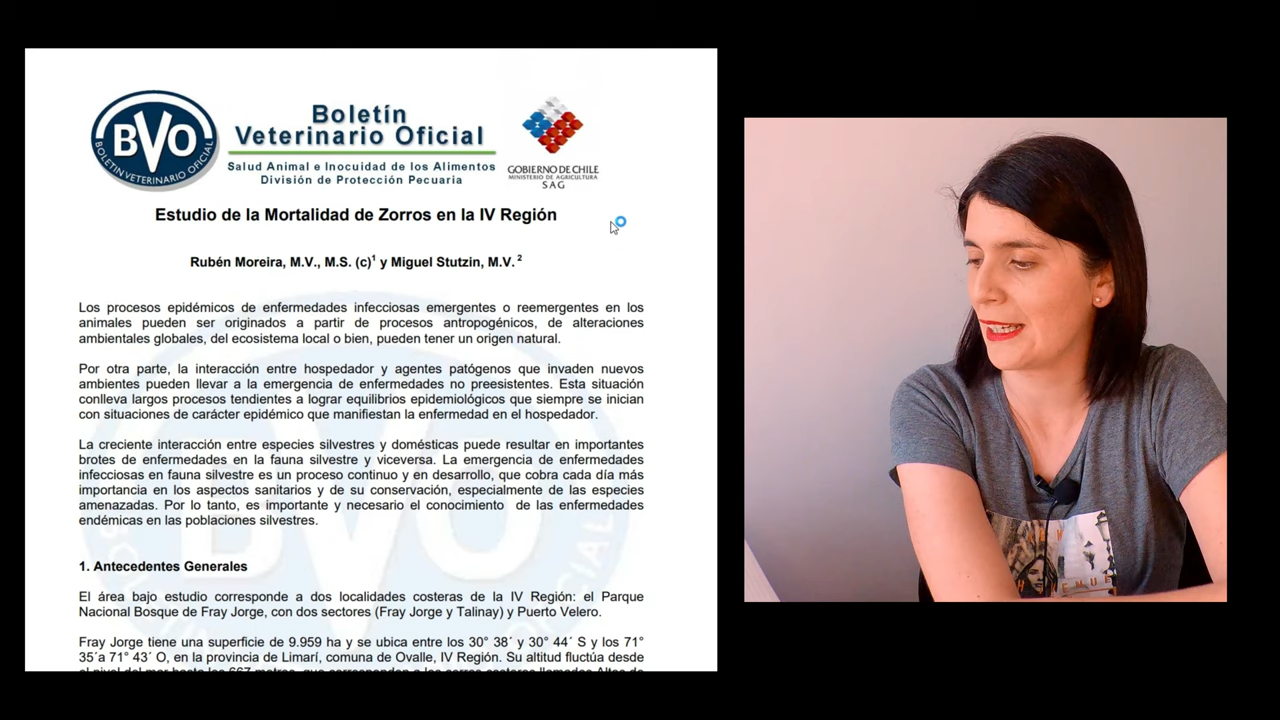 BVO
BOLETIN VETERINARIO OFICIAL
Boletín
Veterinario Oficial
Salud Animal e Inocuidad de los Alimentos
División de Protección Pecuaria
GOBIERNO DE CHILE
MINISTERIO DE AGRICULTURA
SAG
Estudio de la Mortalidad de Zorros en la IV Región
Rubén Moreira, M.V., M.S. (c)1 y Miguel Stutzin, M.V. 2
Los procesos epidémicos de enfermedades infecciosas emergentes o reemergentes en los
animales pueden ser originados a partir de procesos antropogénicos, de alteraciones
ambientales globales, del ecosistema local o bien, pueden tener un origen natural.
Por otra parte, la interacción entre hospedador y agentes patógenos que invaden nuevos
ambientes pueden llevar a la emergencia de enfermedades no preexistentes. Esta situación
conlleva largos procesos tendientes a lograr equilibrios epidemiológicos que siempre se inician
con situaciones de carácter epidémico que manifiestan la enfermedad en el hospedador.
La creciente interacción entre especies silvestres y domésticas puede resultar en importantes
brotes de enfermedades en la fauna silvestre y viceversa. La emergencia de enfermedades
infecciosas en fauna silvestre es un proceso continuo y en desarrollo, que cobra cada día más
importancia en los aspectos sanitarios y de su conservación, especialmente de las especies
amenazadas. Por lo tanto, es importante y necesario el conocimiento de las enfermedades
endémicas en las poblaciones silvestres.
1. Antecedentes Generales
El área bajo estudio corresponde a dos localidades costeras de la IV Región: el Parque
Nacional Bosque de Fray Jorge, con dos sectores (Fray Jorge y Talinay) y Puerto Velero.
Fray Jorge tiene una superficie de 9.959 ha y se ubica entre los 30° 38´ y 30° 44´ S y los 71°
35´a 71° 43´ O, en la provincia de Limarí, comuna de Ovalle, IV Región. Su altitud fluctúa desde